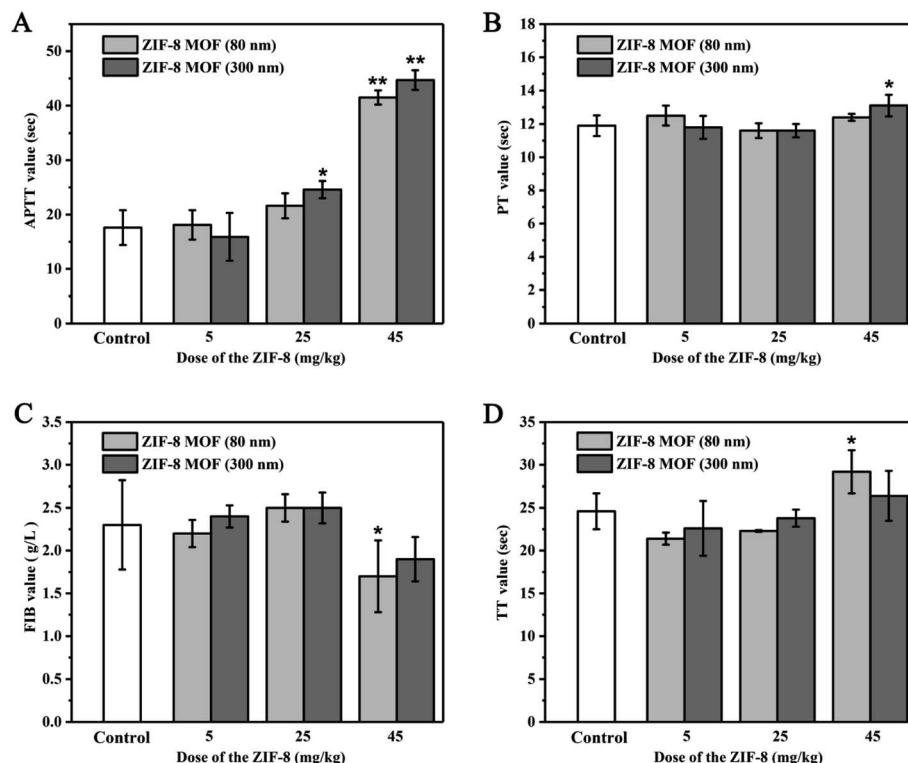 A
ZIF-8 MOF (80 nm)
ZIF-8 MOF (300 nm)
50
40
30
20
10
0
APTT value (sec)
*
**
**
Control
5
25
45
Dose of the ZIF-8 (mg/kg)
B
ZIF-8 MOF (80 nm)
ZIF-8 MOF (300 nm)
18
16
14
12
10
8
6
4
2
0
PT value (sec)
*
Control
5
25
45
Dose of the ZIF-8 (mg/kg)
C
ZIF-8 MOF (80 nm)
ZIF-8 MOF (300 nm)
3.5
3.0
2.5
2.0
1.5
1.0
0.5
0.0
FIB value ( g/L )
*
Control
5
25
45
Dose of the ZIF-8 (mg/kg)
D
ZIF-8 MOF (80 nm)
ZIF-8 MOF (300 nm)
35
30
25
20
15
10
5
0
TT value (sec)
*
Control
5
25
45
Dose of the ZIF-8 (mg/kg)